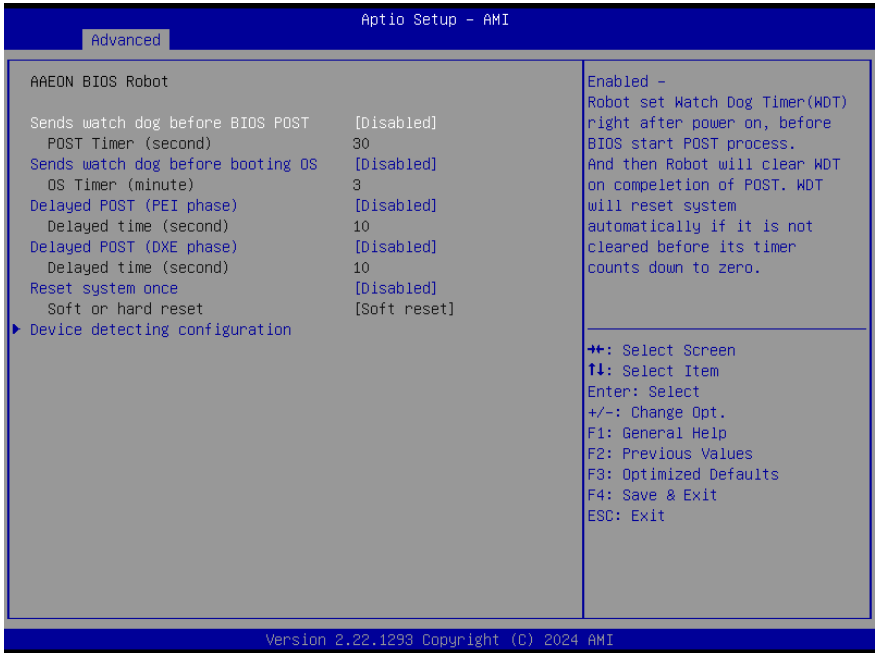 Aptio Setup – AMI
Advanced
AAEON BIOS Robot
Sends watch dog before BIOS POST [Disabled]
POST Timer (second) 30
Sends watch dog before booting OS [Disabled]
OS Timer (minute) 3
Delayed POST (PEI phase) [Disabled]
Delayed time (second) 10
Delayed POST (DXE phase) [Disabled]
Delayed time (second) 10
Reset system once [Disabled]
Soft or hard reset [Soft reset]
Device detecting configuration
Enabled –
Robot set Watch Dog Timer(WDT)
right after power on, before
BIOS start POST process.
And then Robot will clear WDT
on compeletion of POST. WDT
will reset system
automatically if it is not
cleared before its timer
counts down to zero.
→←: Select Screen
↑↓: Select Item
Enter: Select
+/-: Change Opt.
F1: General Help
F2: Previous Values
F3: Optimized Defaults
F4: Save & Exit
ESC: Exit
Version 2.22.1293 Copyright (C) 2024 AMI